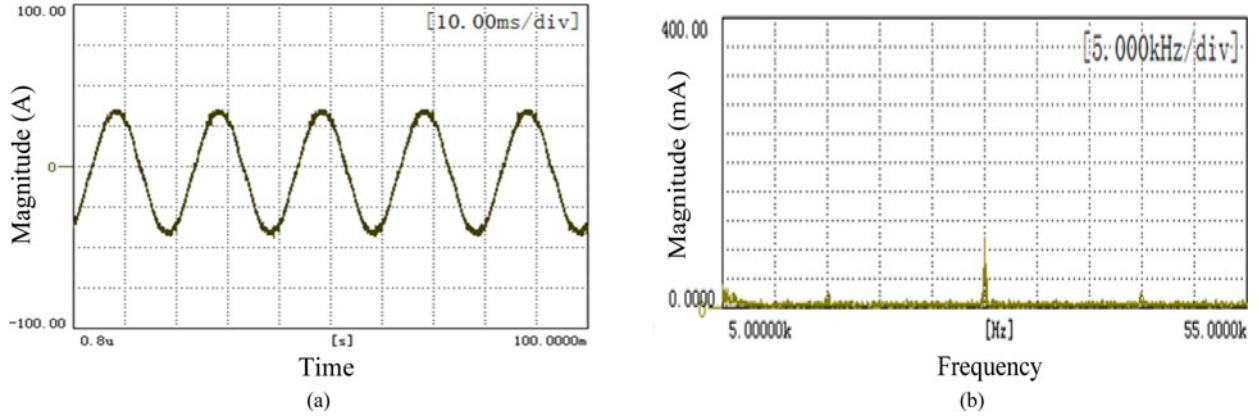 100.00
[10.00ms/div]
Magnitude (A)
0
-100.00
0.8u
[s]
100.0000m
Time
(a)
400.00
[5.000kHz/div]
Magnitude (mA)
0.0000
0
5.00000k
[Hz]
55.0000k
Frequency
(b)